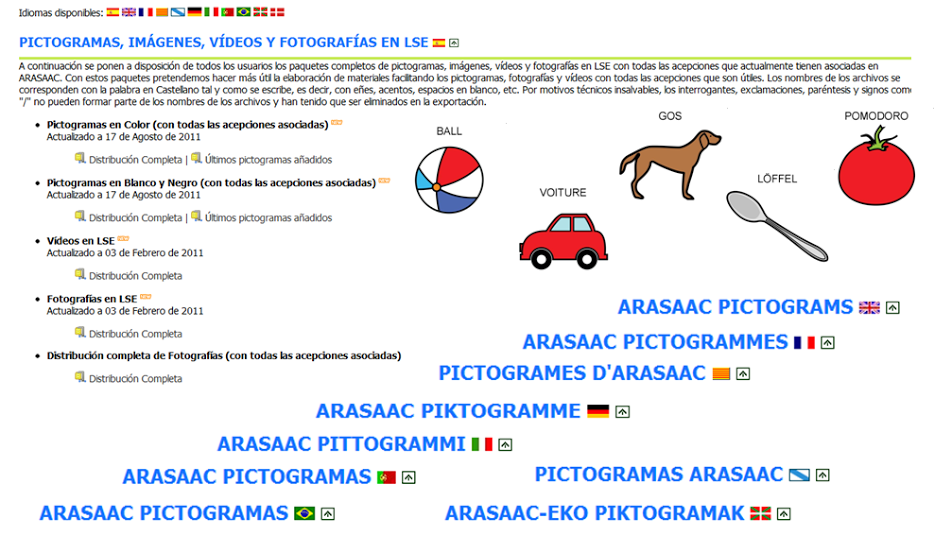 Idiomas disponibles:
PICTOGRAMAS, IMÁGENES, VÍDEOS Y FOTOGRAFÍAS EN LSE
A continuación se ponen a disposición de todos los usuarios los paquetes completos de pictogramas, imágenes, vídeos y fotografías en LSE con todas las acepciones que actualmente tienen asociadas en
ARASAAC. Con estos paquetes pretendemos hacer más útil la elaboración de materiales facilitando los pictogramas, fotografías y vídeos con todas las acepciones que son útiles. Los nombres de los archivos se
corresponden con la palabra en Castellano tal y como se escribe, es decir, con eñes, acentos, espacios en blanco, etc. Por motivos técnicos insalvables, los interrogantes, exclamaciones, paréntesis y signos com
"/" no pueden formar parte de los nombres de los archivos y han tenido que ser eliminados en la exportación.
Pictogramas en Color (con todas las acepciones asociadas)
Actualizado a 17 de Agosto de 2011
Distribución Completa | Últimos pictogramas añadidos
Pictogramas en Blanco y Negro (con todas las acepciones asociadas)
Actualizado a 17 de Agosto de 2011
Distribución Completa | Últimos pictogramas añadidos
Vídeos en LSE
Actualizado a 03 de Febrero de 2011
Distribución Completa
Fotografías en LSE
Actualizado a 03 de Febrero de 2011
Distribución Completa
Distribución completa de Fotografías (con todas las acepciones asociadas)
Distribución Completa
BALL
VOITURE
GOS
LÖFFEL
POMODORO
ARASAAC PICTOGRAMS
ARASAAC PICTOGRAMMES
PICTOGRAMES D'ARASAAC
ARASAAC PIKTOGRAMME
ARASAAC PITTOGRAMMI
ARASAAC PICTOGRAMAS
PICTOGRAMAS ARASAAC
ARASAAC PICTOGRAMAS
ARASAAC-EKO PIKTOGRAMAK